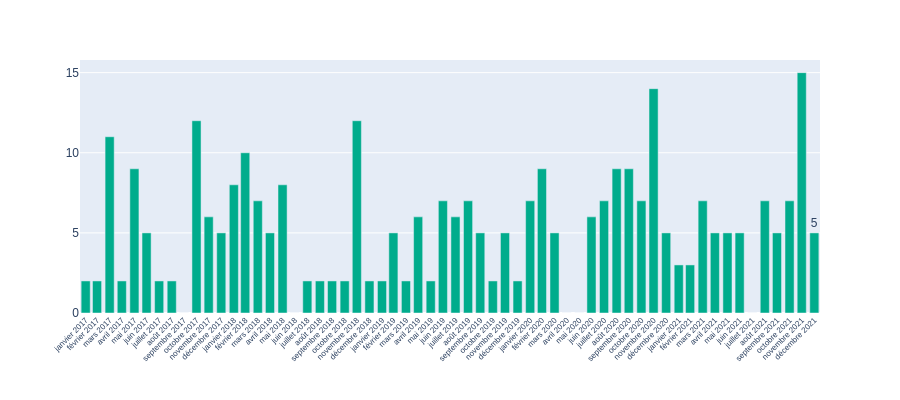 15
10
5
0
5
janvier 2017
février 2017
mars 2017
avril 2017
mai 2017
juin 2017
juillet 2017
août 2017
septembre 2017
octobre 2017
novembre 2017
décembre 2017
janvier 2018
février 2018
mars 2018
avril 2018
mai 2018
juin 2018
juillet 2018
août 2018
septembre 2018
octobre 2018
novembre 2018
décembre 2018
janvier 2019
février 2019
mars 2019
avril 2019
mai 2019
juin 2019
juillet 2019
août 2019
septembre 2019
octobre 2019
novembre 2019
décembre 2019
janvier 2020
février 2020
mars 2020
avril 2020
mai 2020
juin 2020
juillet 2020
août 2020
septembre 2020
octobre 2020
novembre 2020
décembre 2020
janvier 2021
février 2021
mars 2021
avril 2021
mai 2021
juin 2021
juillet 2021
août 2021
septembre 2021
octobre 2021
novembre 2021
décembre 2021